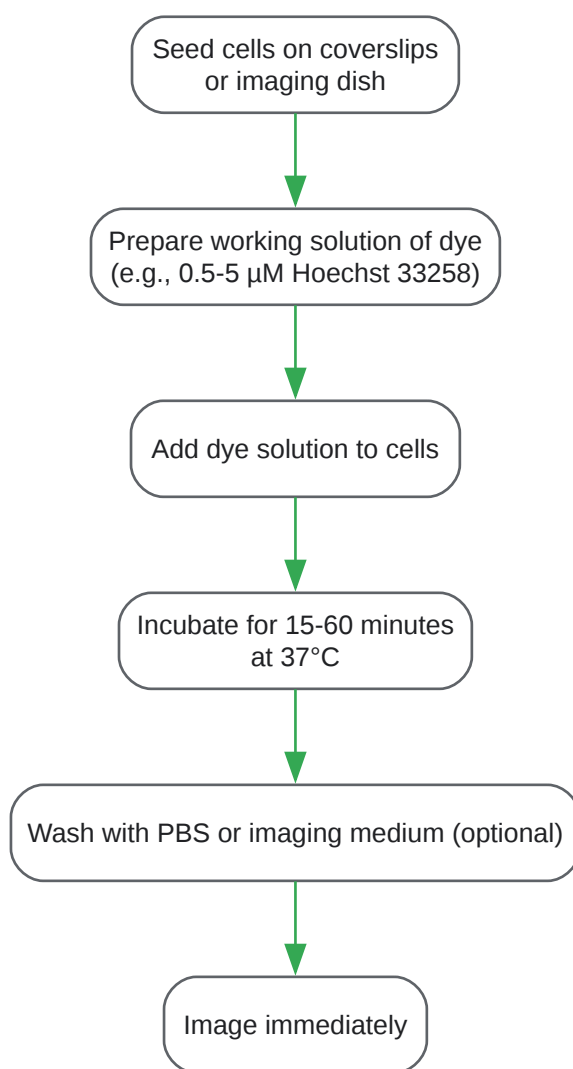 Seed cells on coverslips
or imaging dish
Prepare working solution of dye
(e.g., 0.5-5 µM Hoechst 33258)
Add dye solution to cells
Incubate for 15-60 minutes
at 37°C
Wash with PBS or imaging medium (optional)
Image immediately